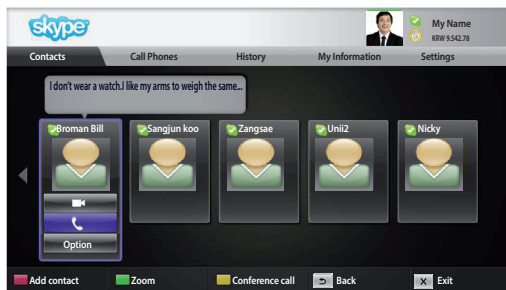 skype
My Name
KRW 9.542.78
Contacts Call Phones History My Information Settings
I don't wear a watch.I like my arms to weigh the same...
Broman Bill Sangjun koo Zangsae Unii2 Nicky
Option
Add contact Zoom Conference call Back X Exit